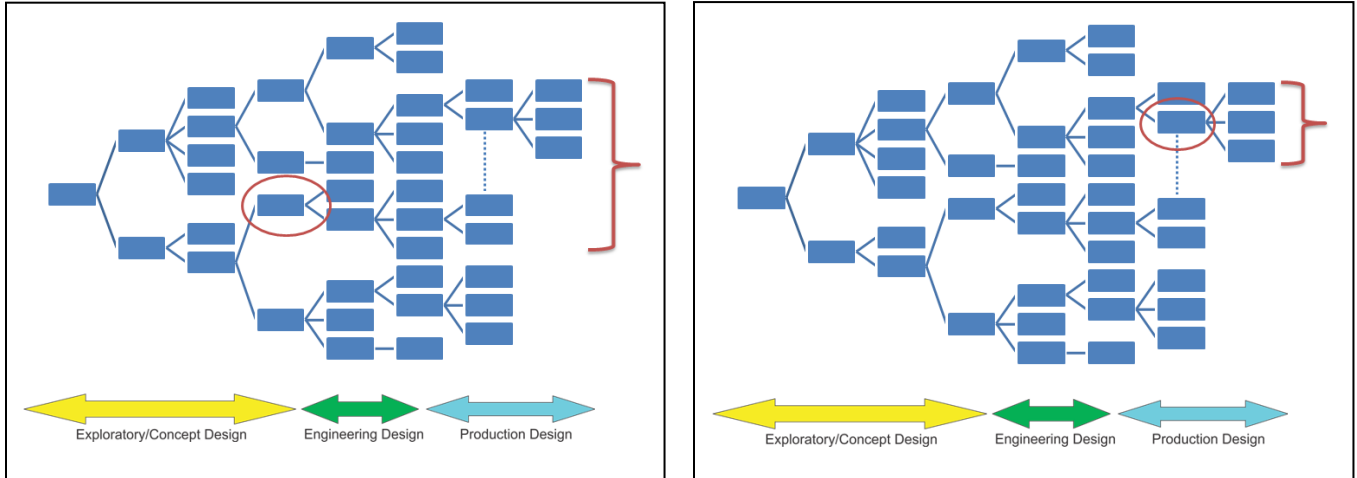 Exploratory/Concept Design
Engineering Design
Production Design
Exploratory/Concept Design
Engineering Design
Production Design